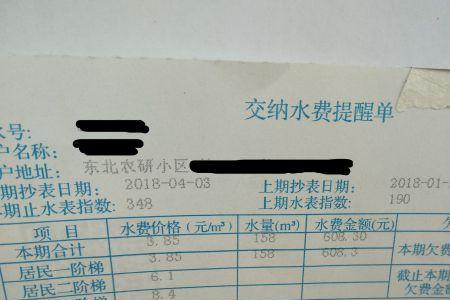 交纳水费提醒单
水号:
户名称:
户地址: 东北农研小区
期抄表日期: 2018-04-03 上期抄表日期: 2018-01-
期止水表指数: 348 上期水表指数: 190
项 目 水费价格(元/m³) 水量(m³) 水费金额(元)
本期合计 3.85 158 608.30 本期欠费
居民一阶梯 3.85 158 608.3
居民二阶梯 6.1 截止本期
8.4 欠费金额